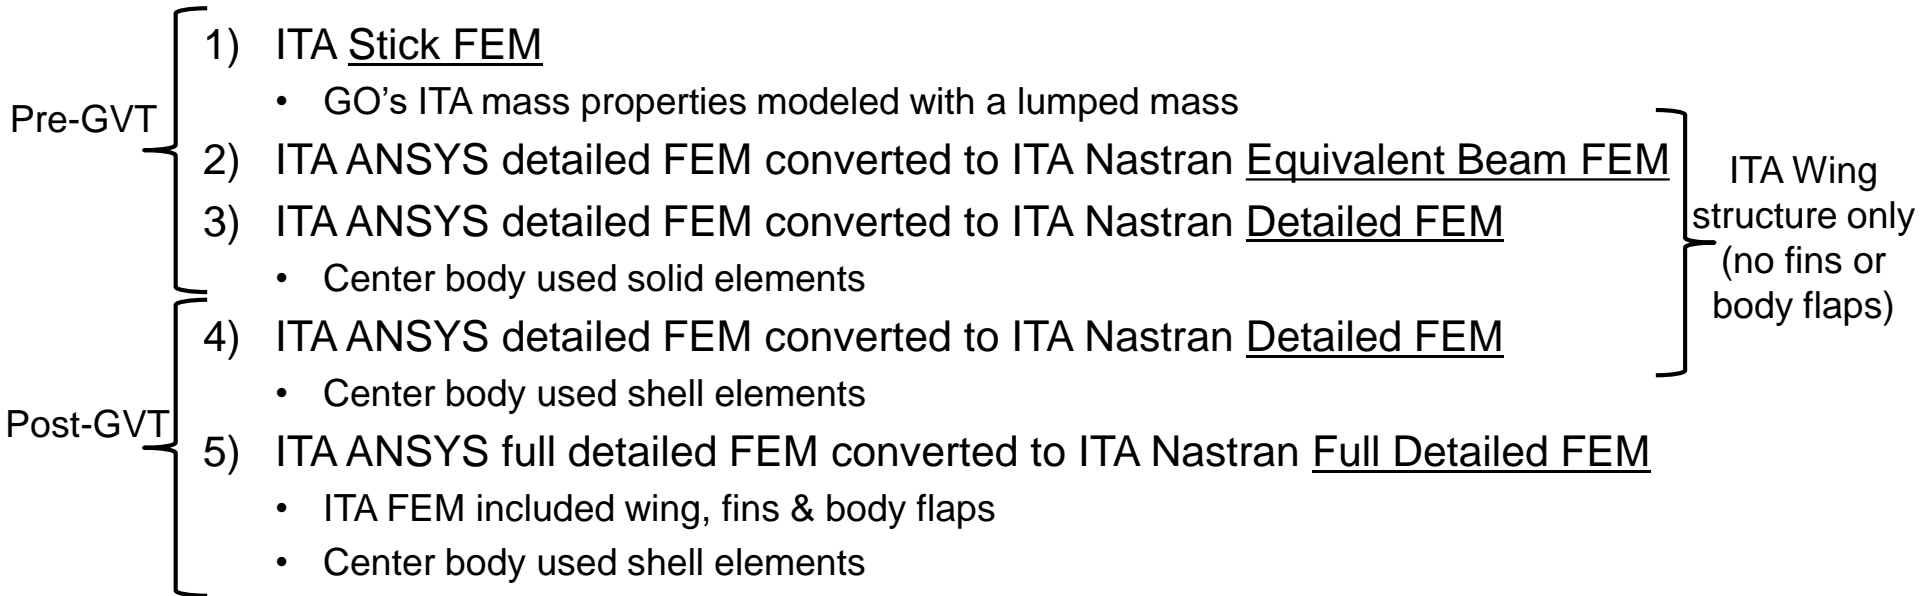 Pre-GVT
1) ITA Stick FEM
• GO's ITA mass properties modeled with a lumped mass
2) ITA ANSYS detailed FEM converted to ITA Nastran Equivalent Beam FEM
3) ITA ANSYS detailed FEM converted to ITA Nastran Detailed FEM
• Center body used solid elements
Post-GVT
4) ITA ANSYS detailed FEM converted to ITA Nastran Detailed FEM
• Center body used shell elements
5) ITA ANSYS full detailed FEM converted to ITA Nastran Full Detailed FEM
• ITA FEM included wing, fins & body flaps
• Center body used shell elements
ITA Wing
structure only
(no fins or
body flaps)